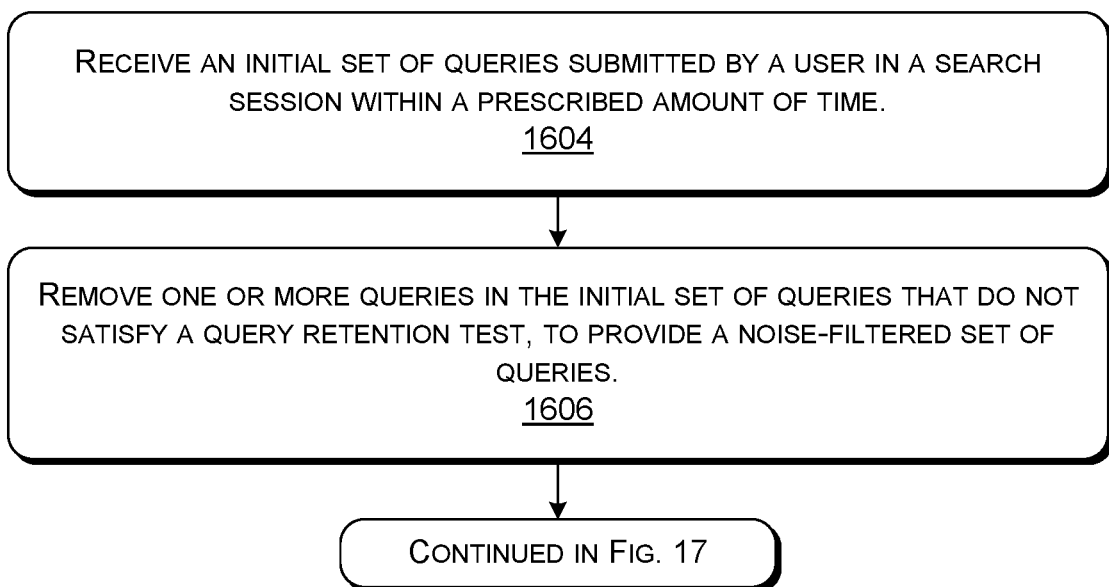 RECEIVE AN INITIAL SET OF QUERIES SUBMITTED BY A USER IN A SEARCH
SESSION WITHIN A PRESCRIBED AMOUNT OF TIME.
1604
REMOVE ONE OR MORE QUERIES IN THE INITIAL SET OF QUERIES THAT DO NOT
SATISFY A QUERY RETENTION TEST, TO PROVIDE A NOISE-FILTERED SET OF
QUERIES.
1606
CONTINUED IN FIG. 17